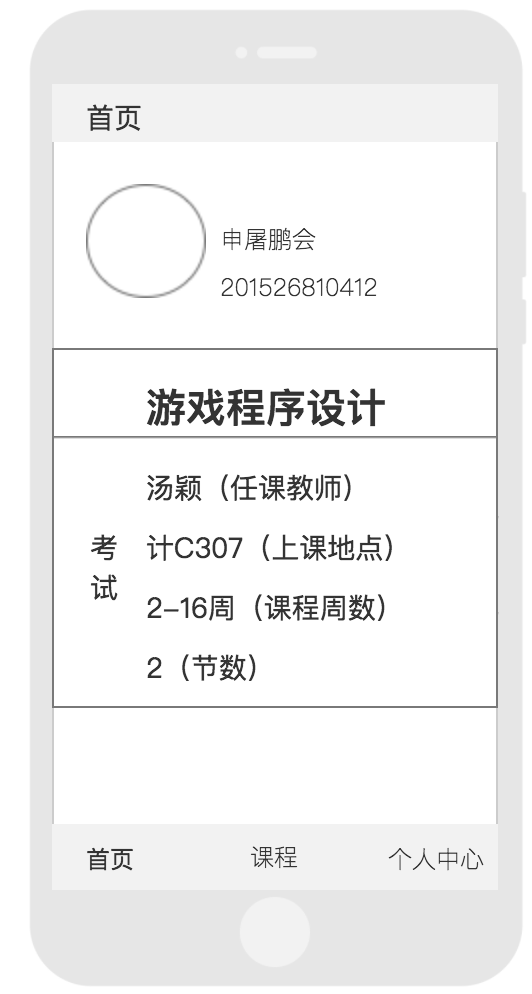 首页
申屠鹏会
201526810412
游戏程序设计
汤颖（任课教师）
计C307（上课地点）
考试
2-16周（课程周数）
2（节数）
首页 课程 个人中心